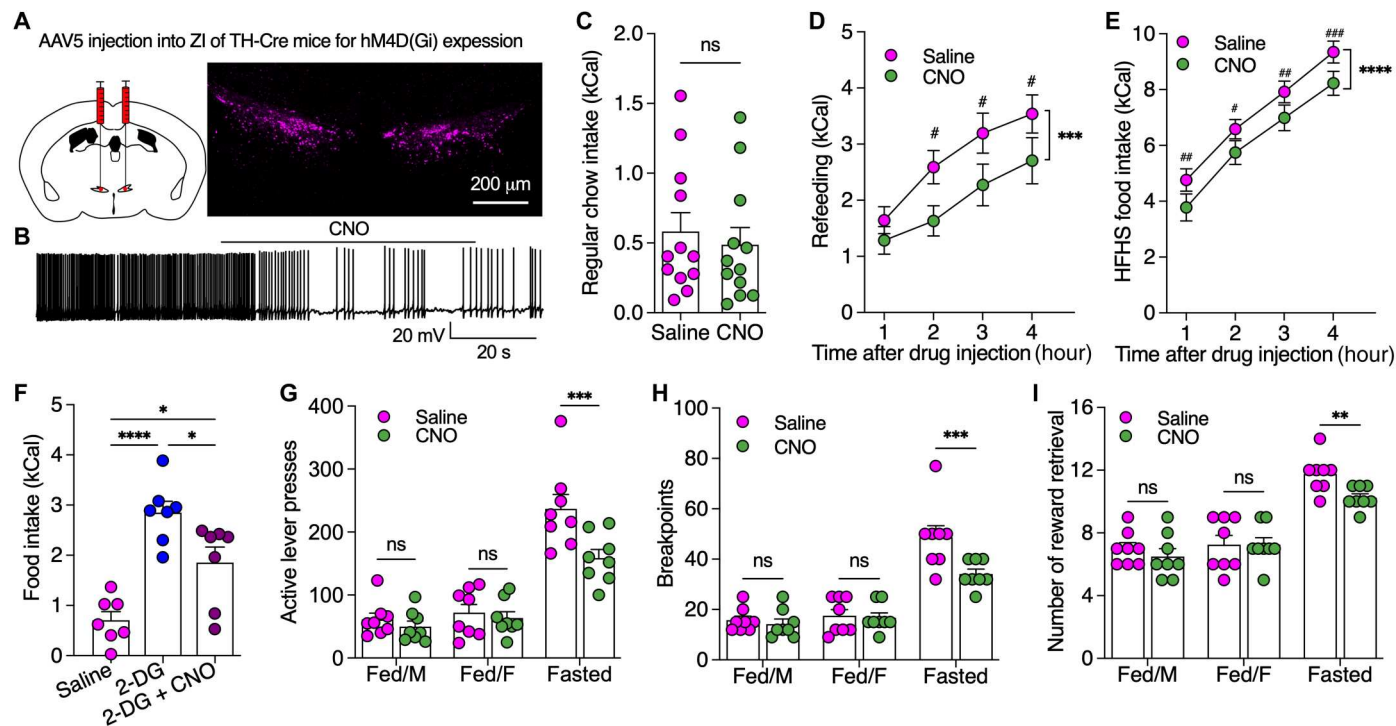 A
AAV5 injection into ZI of TH-Cre mice for hM4D(Gi) expession
200 μm
B
CNO
20 mV
20 s
C
Regular chow intake (kCal)
2.0
1.5
1.0
0.5
0.0
ns
Saline CNO
D
Refeeding (kCal)
5
4
3
2
1
0
Saline
CNO
#
#
#
***
1 2 3 4
Time after drug injection (hour)
E
HFHS food intake (kCal)
10
8
6
4
2
0
Saline
CNO
##
#
##
###
****
1 2 3 4
Time after drug injection (hour)
F
Food intake (kCal)
5
4
3
2
1
0
*
****
*
Saline
2-DG
2-DG + CNO
G
Active lever presses
400
300
200
100
0
Saline
CNO
ns
ns
***
Fed/M Fed/F Fasted
H
Breakpoints
100
80
60
40
20
0
Saline
CNO
ns
ns
***
Fed/M Fed/F Fasted
I
Number of reward retrieval
16
12
8
4
0
Saline
CNO
ns
ns
**
Fed/M Fed/F Fasted